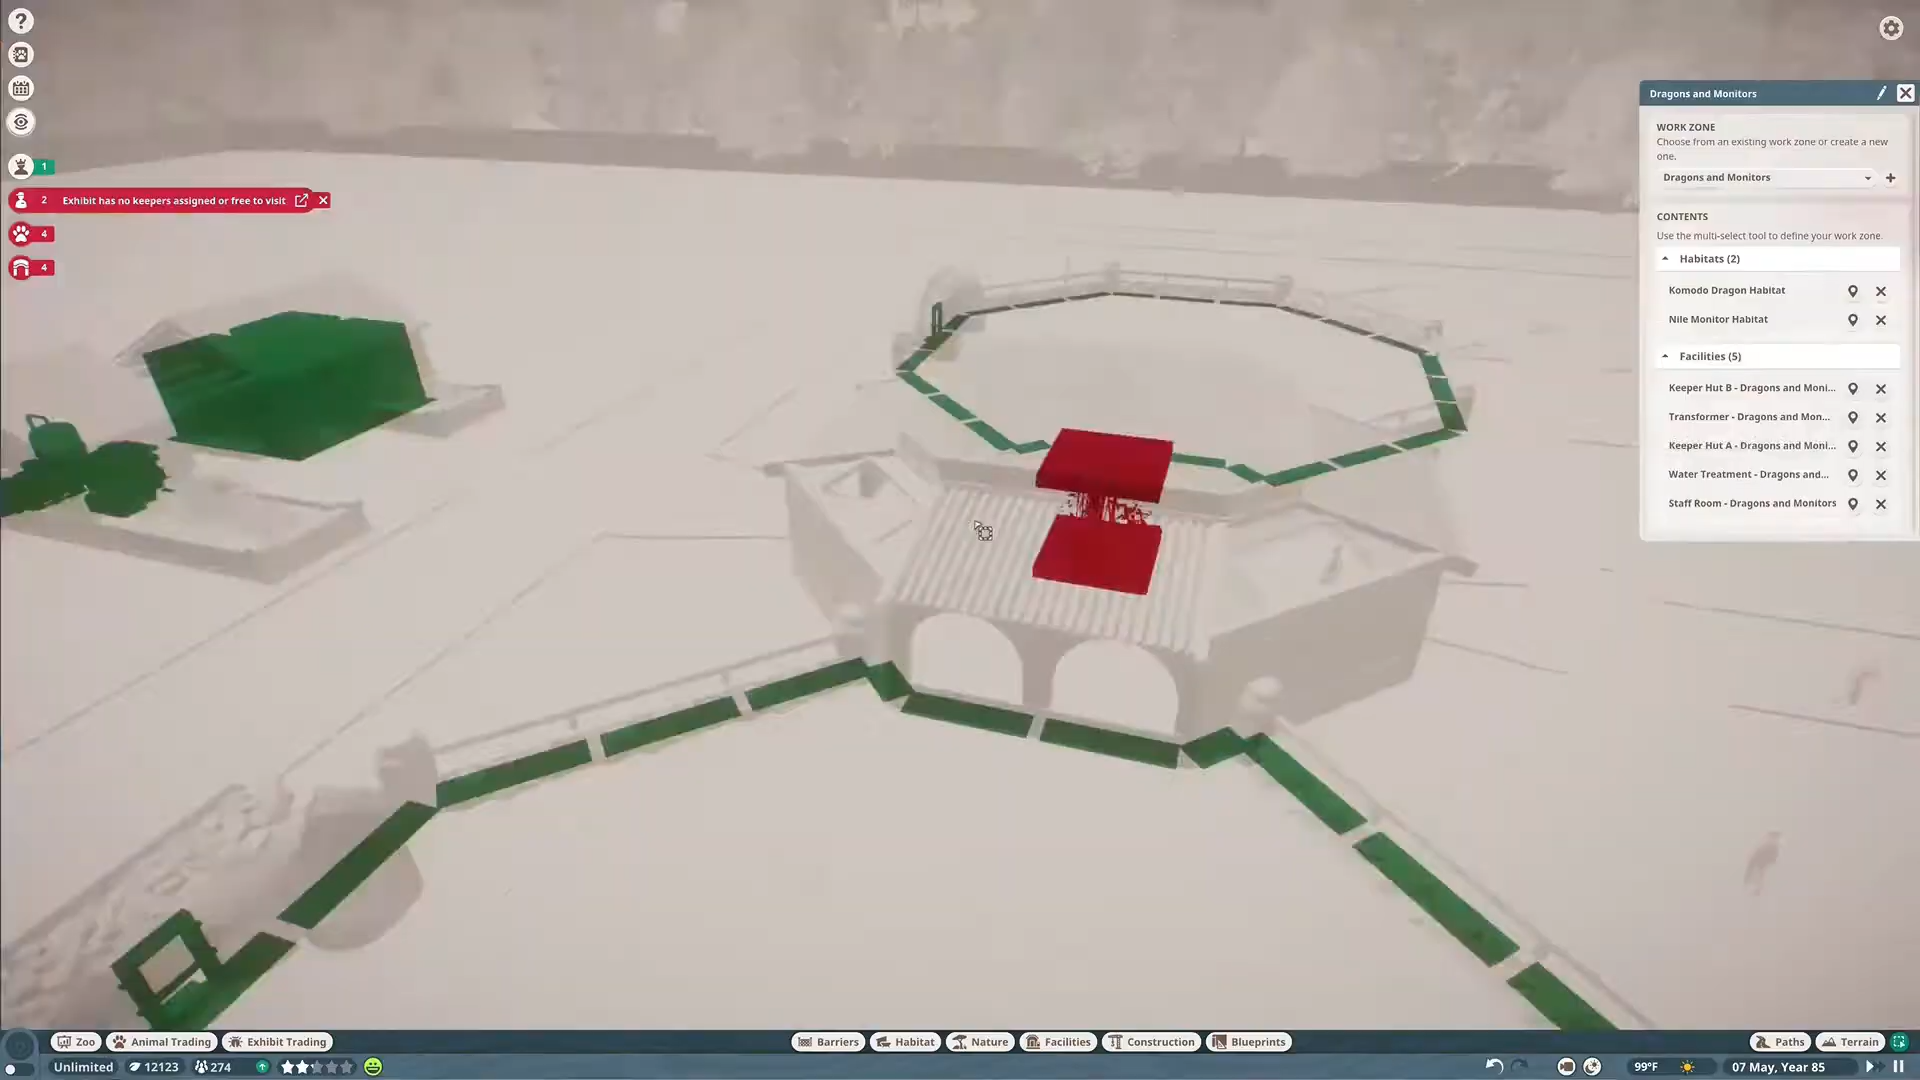 ?
1
2 Exhibit has no keepers assigned or free to visit
4
4
Dragons and Monitors
WORK ZONE
Choose from an existing work zone or create a new
one.
Dragons and Monitors
CONTENTS
Use the multi-select tool to define your work zone.
Habitats (2)
Komodo Dragon Habitat
Nile Monitor Habitat
Facilities (5)
Keeper Hut B - Dragons and Moni...
Transformer - Dragons and Mon...
Keeper Hut A - Dragons and Moni...
Water Treatment - Dragons and...
Staff Room - Dragons and Monitors
Zoo Animal Trading Exhibit Trading Barriers Habitat Nature Facilities Construction Blueprints Paths Terrain
Unlimited 12123 274 99°F 07 May, Year 85